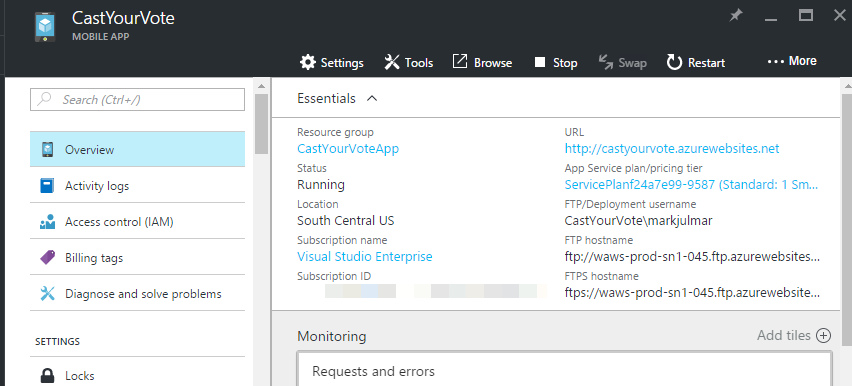 CastYourVote
MOBILE APP
Settings Tools Browse Stop Swap Restart ··· More
Search (Ctrl+/)
Overview
Activity logs
Access control (IAM)
Billing tags
Diagnose and solve problems
SETTINGS
Locks
Essentials
Resource group
CastYourVoteApp
Status
Running
Location
South Central US
Subscription name
Visual Studio Enterprise
Subscription ID
URL
http://castyourvote.azurewebsites.net
App Service plan/pricing tier
ServicePlanf24a7e99-9587 (Standard: 1 Sm...
FTP/Deployment username
CastYourVote\markjulmar
FTP hostname
ftp://waws-prod-sn1-045.ftp.azurewebsites...
FTPS hostname
ftps://waws-prod-sn1-045.ftp.azurewebsite...
Monitoring
Add tiles
Requests and errors